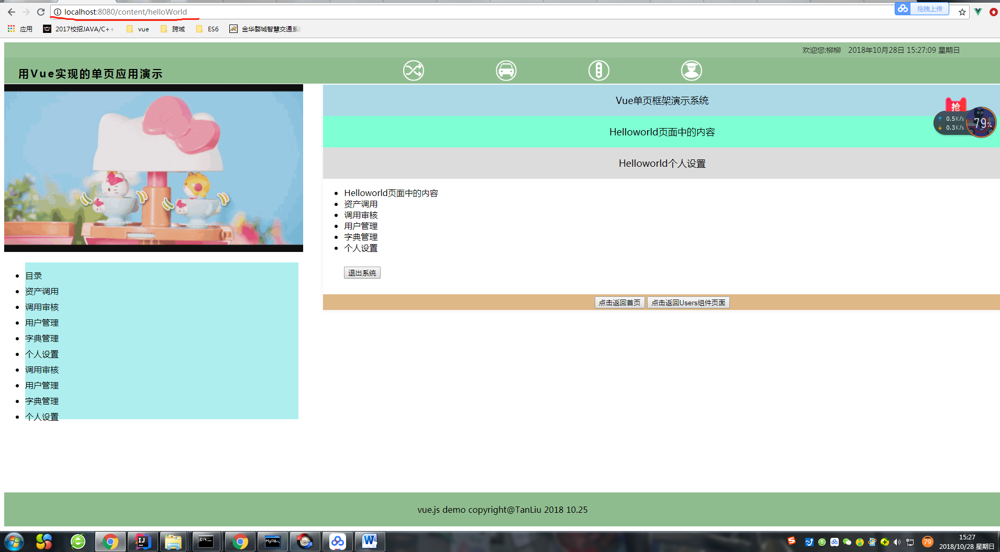 localhost:8080/content/helloWorld
拖拽上传
应用 2017校招JAVA/C++ vue 跨域 ES6 金华婺城智慧交通系统
欢迎您:柳柳 2018年10月28日 15:27:09 星期日
用Vue实现的单页应用演示
Vue单页框架演示系统
抢
0.5K/s
0.3K/s
79%
Helloworld页面中的内容
Helloworld个人设置
Helloworld页面中的内容
资产调用
调用审核
用户管理
字典管理
个人设置
退出系统
点击返回首页 点击返回Users组件页面
目录
资产调用
调用审核
用户管理
字典管理
个人设置
调用审核
用户管理
字典管理
个人设置
vue.js demo copyright@TanLiu 2018 10.25
79
15:27
2018/10/28 星期日